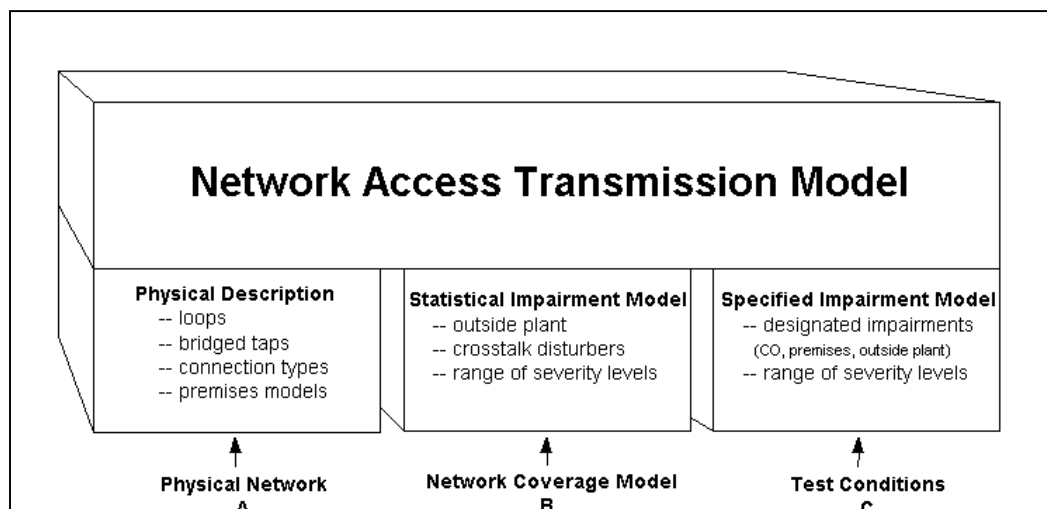 Network Access Transmission Model
Physical Description
-- loops
-- bridged taps
-- connection types
-- premises models
Statistical Impairment Model
-- outside plant
-- crosstalk disturbers
-- range of severity levels
Specified Impairment Model
-- designated impairments
(CO, premises, outside plant)
-- range of severity levels
Physical Network
A
Network Coverage Model
B
Test Conditions
C